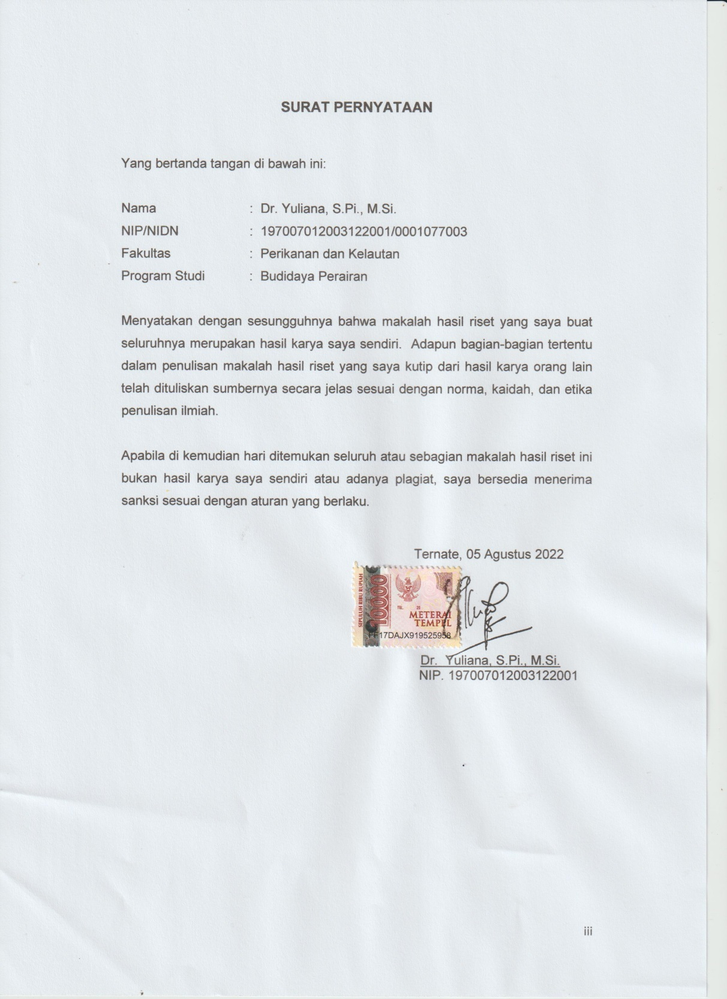 SURAT PERNYATAAN
Yang bertanda tangan di bawah ini:
Nama : Dr. Yuliana, S.Pi., M.Si.
NIP/NIDN : 197007012003122001/0001077003
Fakultas : Perikanan dan Kelautan
Program Studi : Budidaya Perairan
Menyatakan dengan sesungguhnya bahwa makalah hasil riset yang saya buat
seluruhnya merupakan hasil karya saya sendiri. Adapun bagian-bagian tertentu
dalam penulisan makalah hasil riset yang saya kutip dari hasil karya orang lain
telah dituliskan sumbernya secara jelas sesuai dengan norma, kaidah, dan etika
penulisan ilmiah.
Apabila di kemudian hari ditemukan seluruh atau sebagian makalah hasil riset ini
bukan hasil karya saya sendiri atau adanya plagiat, saya bersedia menerima
sanksi sesuai dengan aturan yang berlaku.
Ternate, 05 Agustus 2022
SEPULUH RIBU RUPIAH
10000
TGL. 20
METERAI
TEMPEL
F17DAJX919525958
Dr. Yuliana, S.Pi., M.Si.
NIP. 197007012003122001
iii